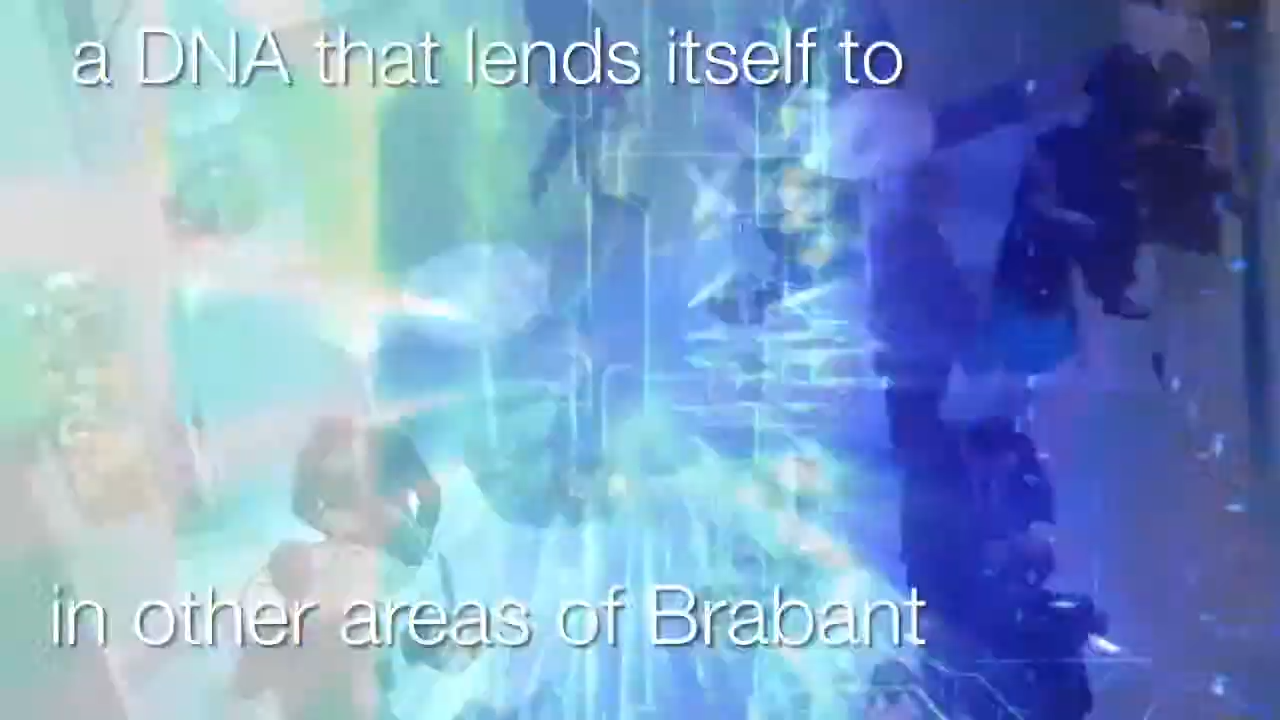 a DNA that lends itself to
in other areas of Brabant